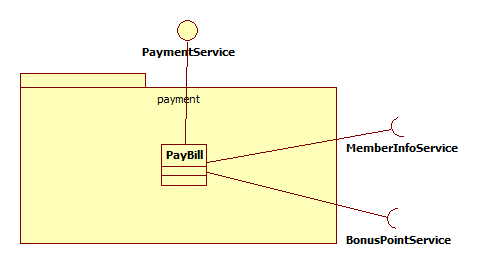 PaymentService
payment
PayBill
MemberInfoService
BonusPointService